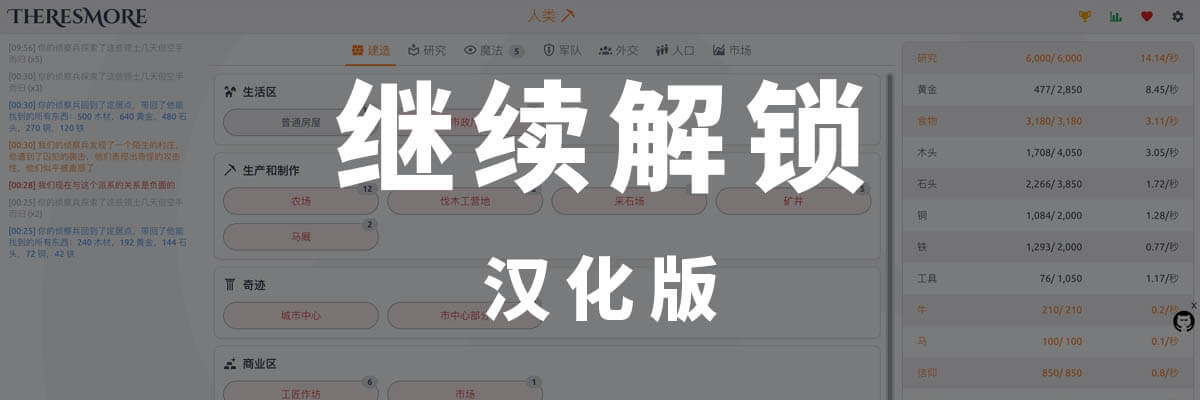 THERESMORE
人类
[09:56] 你的侦察兵探索了这些领土几天但空手
而归 (x5)
[00:30] 你的侦察兵探索了这些领土几天但空手
而归 (x3)
[00:30] 你的侦察兵回到了定居点，带回了他能
找到的所有东西：500 木材，640 黄金，480 石
头，270 铜，120 铁
[00:30] 我们的侦察兵发现了一个陌生的村庄，
他遭到了囚犯的袭击，他们表现出奇怪的攻击
性，他们似乎被蛊惑了
[00:28] 我们现在与这个派系的关系是负面的
[00:25] 你的侦察兵探索了这些领土几天但空手
而归 (x2)
[00:25] 你的侦察兵回到了定居点，带回了他能
找到的所有东西：240 木材，192 黄金，144 石
头，72 铜，42 铁
建造 研究 魔法 5 军队 外交 人口 市场
生活区
普通房屋 市政厅
生产和制作
农场 12 伐木工营地 采石场 矿井
马厩 2
奇迹
城市中心 市中心部分
商业区
工匠作坊 6 市场 1
继续解锁
汉化版
研究 6,000/ 6,000 14.14/秒
黄金 477/ 2,850 8.45/秒
食物 3,180/ 3,180 3.11/秒
木头 1,708/ 4,050 3.05/秒
石头 2,266/ 3,850 1.72/秒
铜 1,084/ 2,000 1.28/秒
铁 1,293/ 2,000 0.77/秒
工具 76/ 1,050 1.17/秒
牛 210/ 210 0.2/秒
马 100/ 100 0.1/秒
信仰 850/ 850 0.8/秒
X